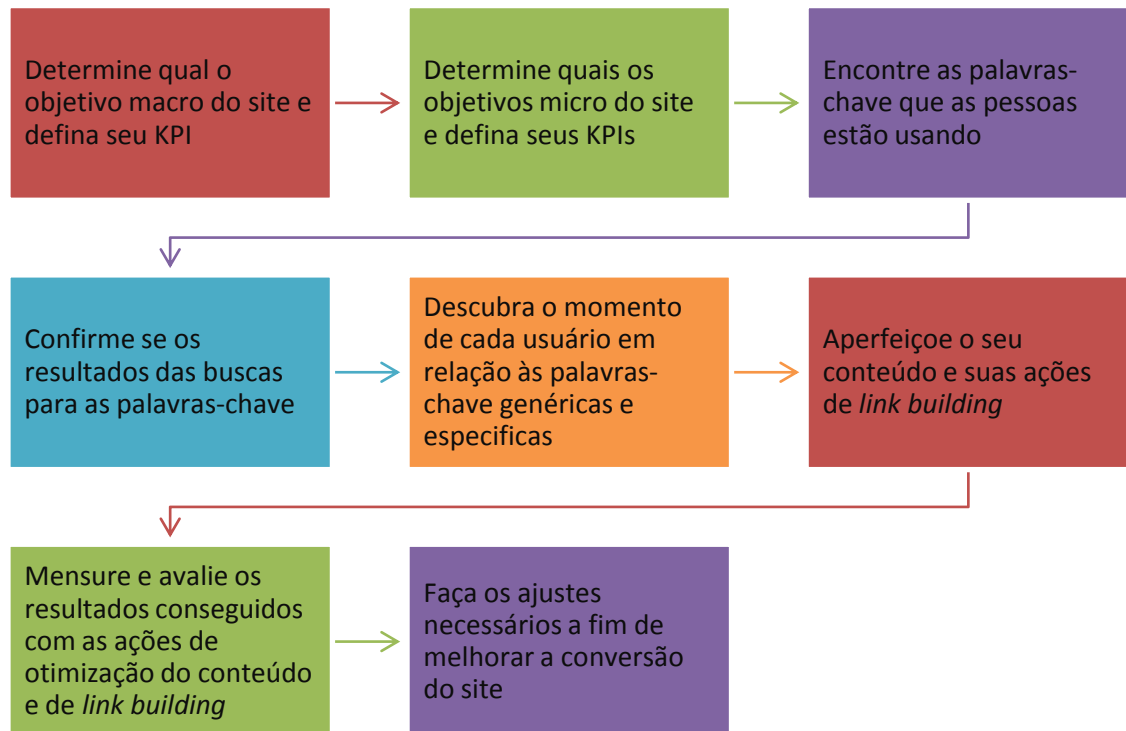 Determine qual o
objetivo macro do site e
defina seu KPI
Determine quais os
objetivos micro do site
e defina seus KPIs
Encontre as palavras-
chave que as pessoas
estão usando
Confirme se os
resultados das buscas
para as palavras-chave
Descubra o momento
de cada usuário em
relação às palavras-
chave genéricas e
especificas
Aperfeiçoe o seu
conteúdo e suas ações
de link building
Mensure e avalie os
resultados conseguidos
com as ações de
otimização do conteúdo
e de link building
Faça os ajustes
necessários a fim de
melhorar a conversão
do site